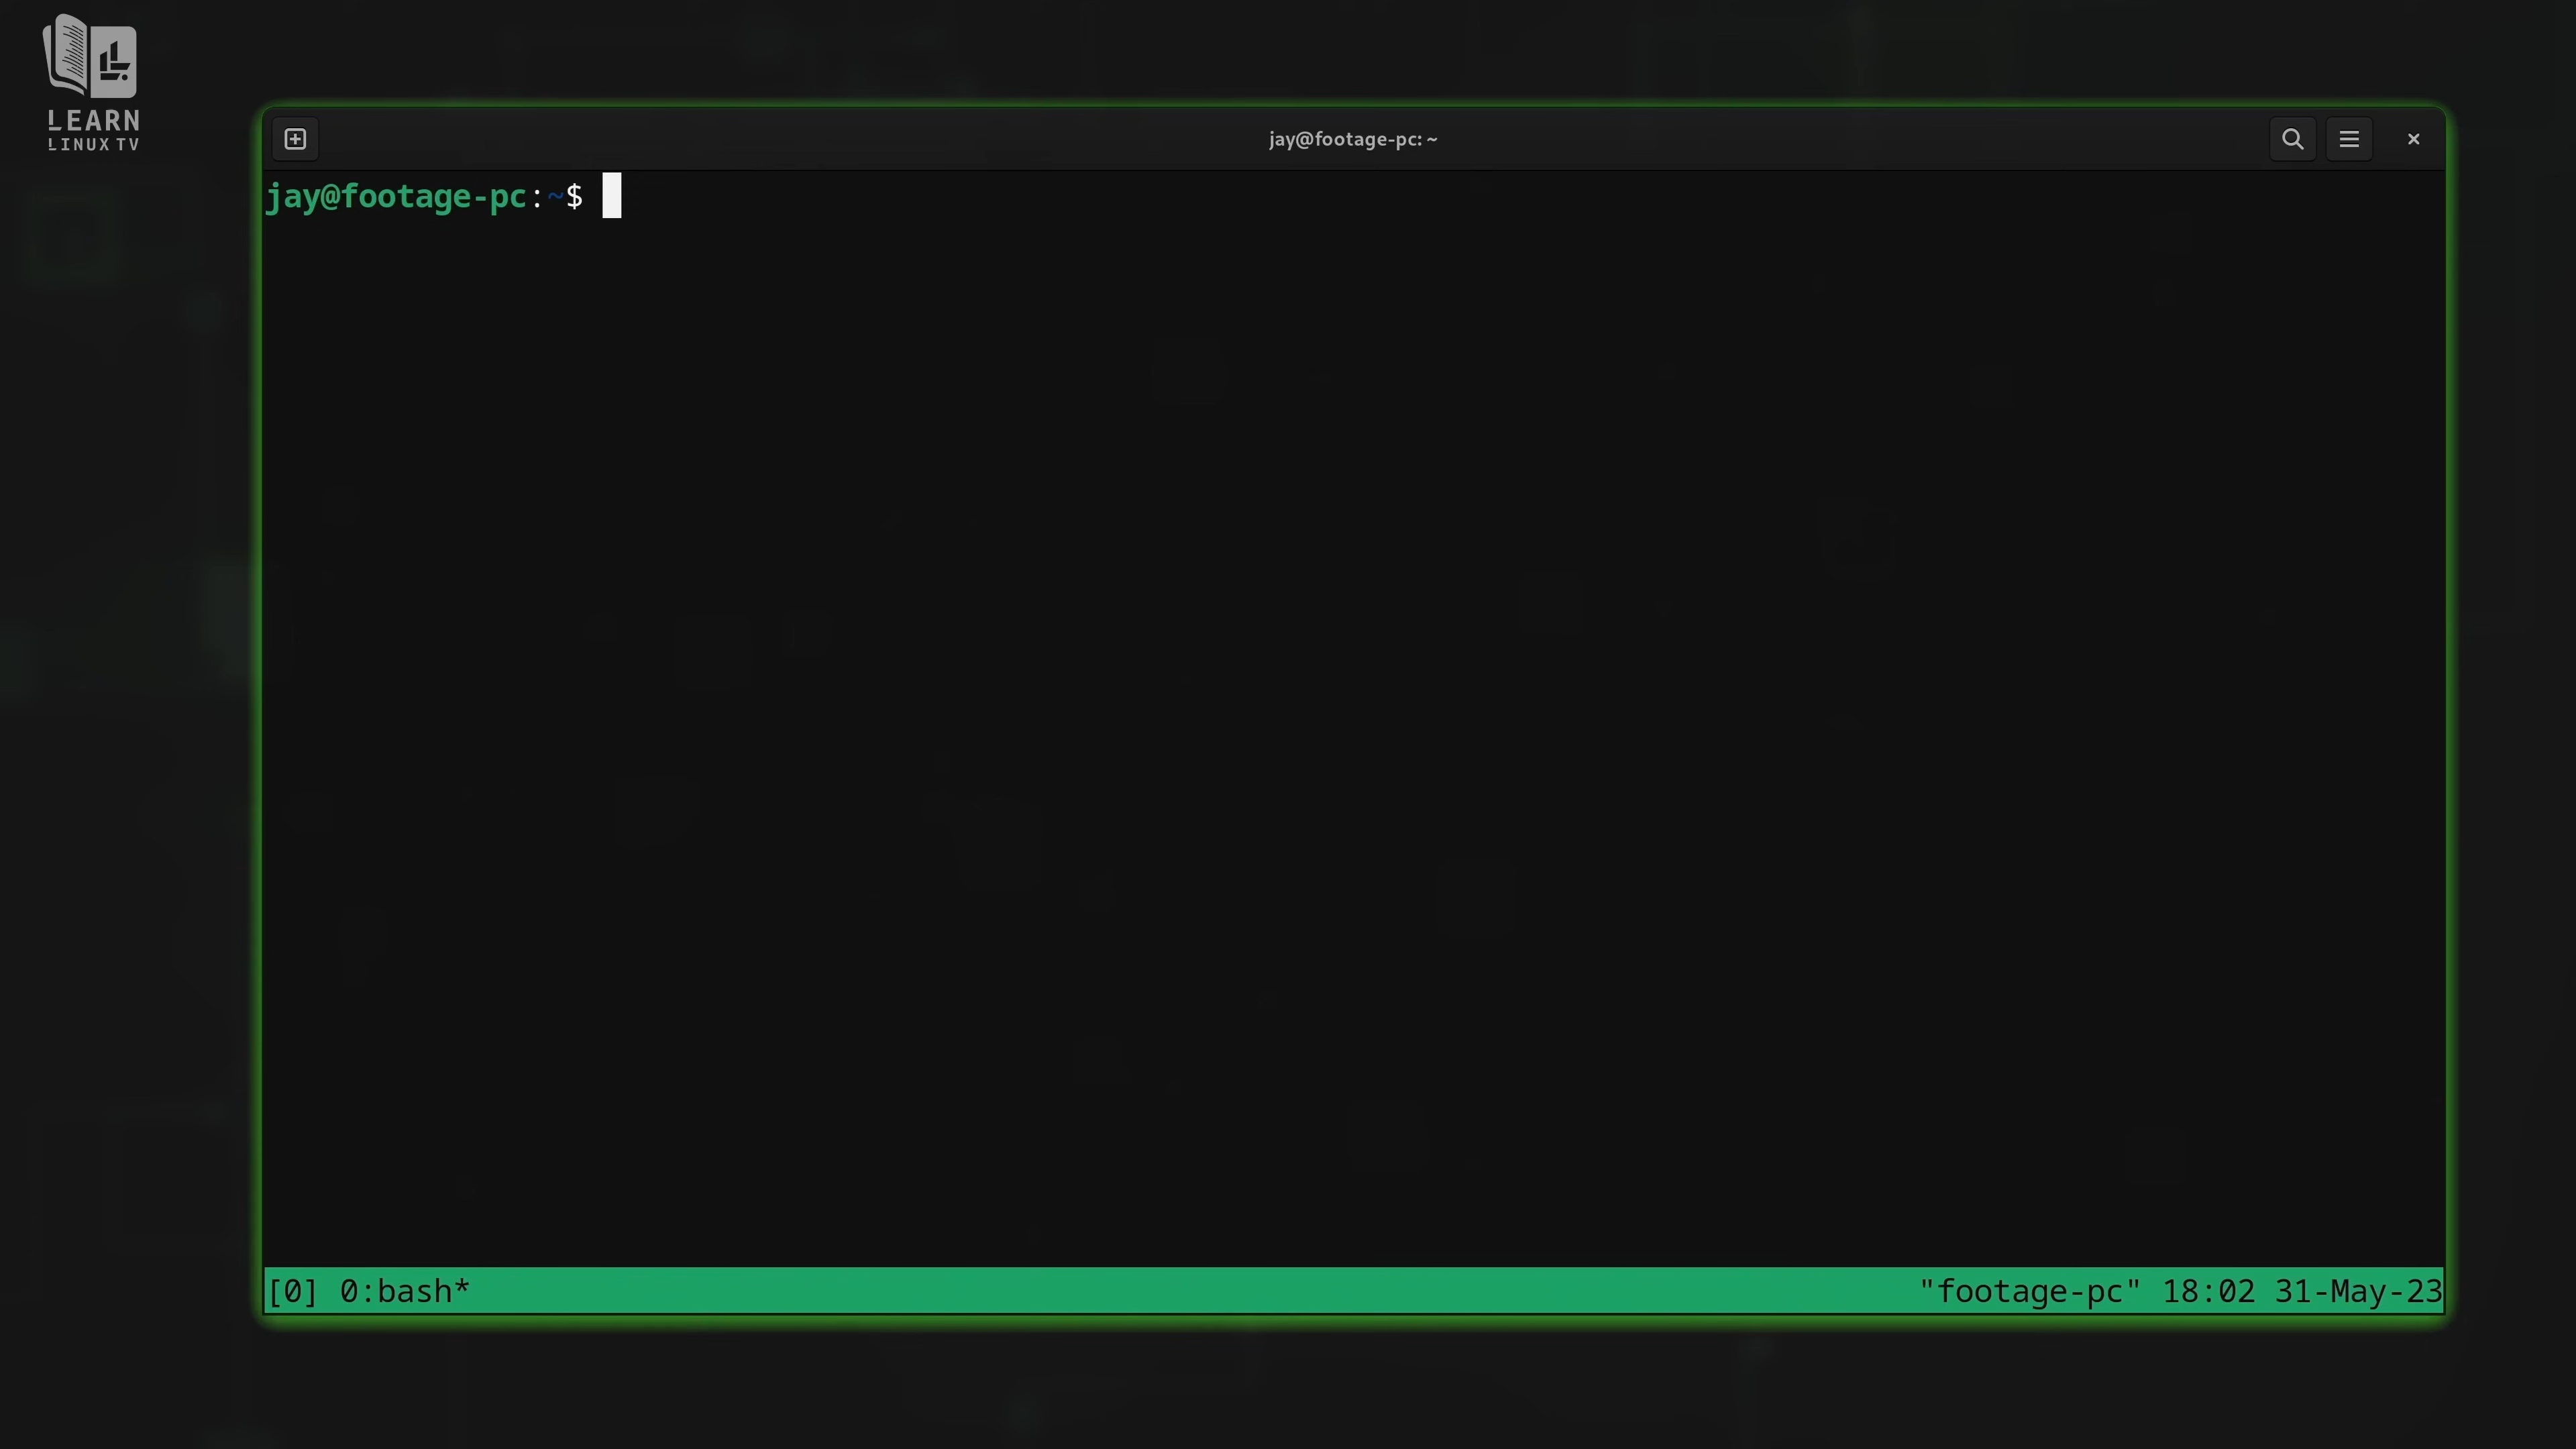 LEARN
LINUX TV
jay@footage-pc: ~
jay@footage-pc:~$
[0] 0:bash*
"footage-pc" 18:02 31-May-23